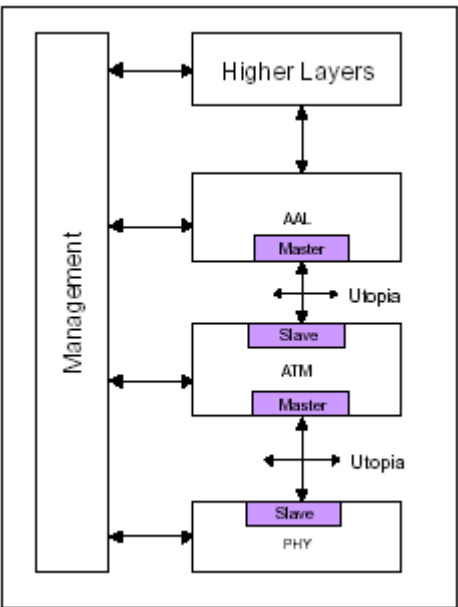 Higher Layers
Management
AAL
Master
Utopia
Slave
ATM
Master
Utopia
Slave
PHY